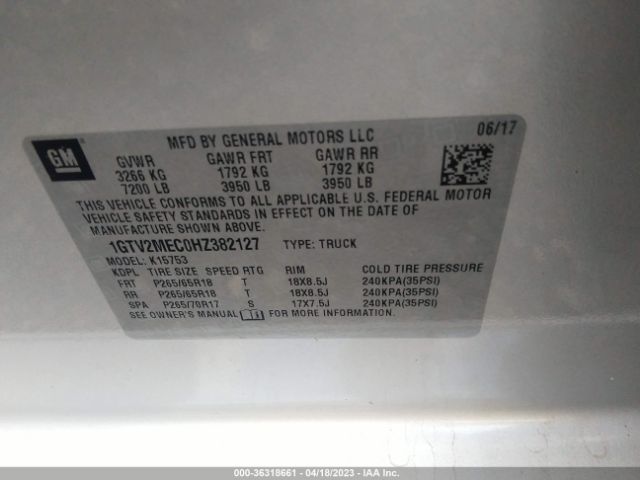 GM
MFD BY GENERAL MOTORS LLC 06/17
GVWR GAWR FRT GAWR RR
3266 KG 1792 KG 1792 KG
7200 LB 3950 LB 3950 LB
THIS VEHICLE CONFORMS TO ALL APPLICABLE U.S. FEDERAL MOTOR
VEHICLE SAFETY STANDARDS IN EFFECT ON THE DATE OF
MANUFACTURE SHOWN ABOVE.
1GTV2MEC0HZ382127 TYPE: TRUCK
MODEL: K15753
KDPL TIRE SIZE SPEED RTG RIM COLD TIRE PRESSURE
FRT P265/65R18 T 18X8.5J 240KPA(35PSI)
RR P265/65R18 T 18X8.5J 240KPA(35PSI)
SPA P265/70R17 S 17X7.5J 240KPA(35PSI)
SEE OWNER'S MANUAL FOR MORE INFORMATION.
000-36318661 - 04/18/2023 - IAA Inc.